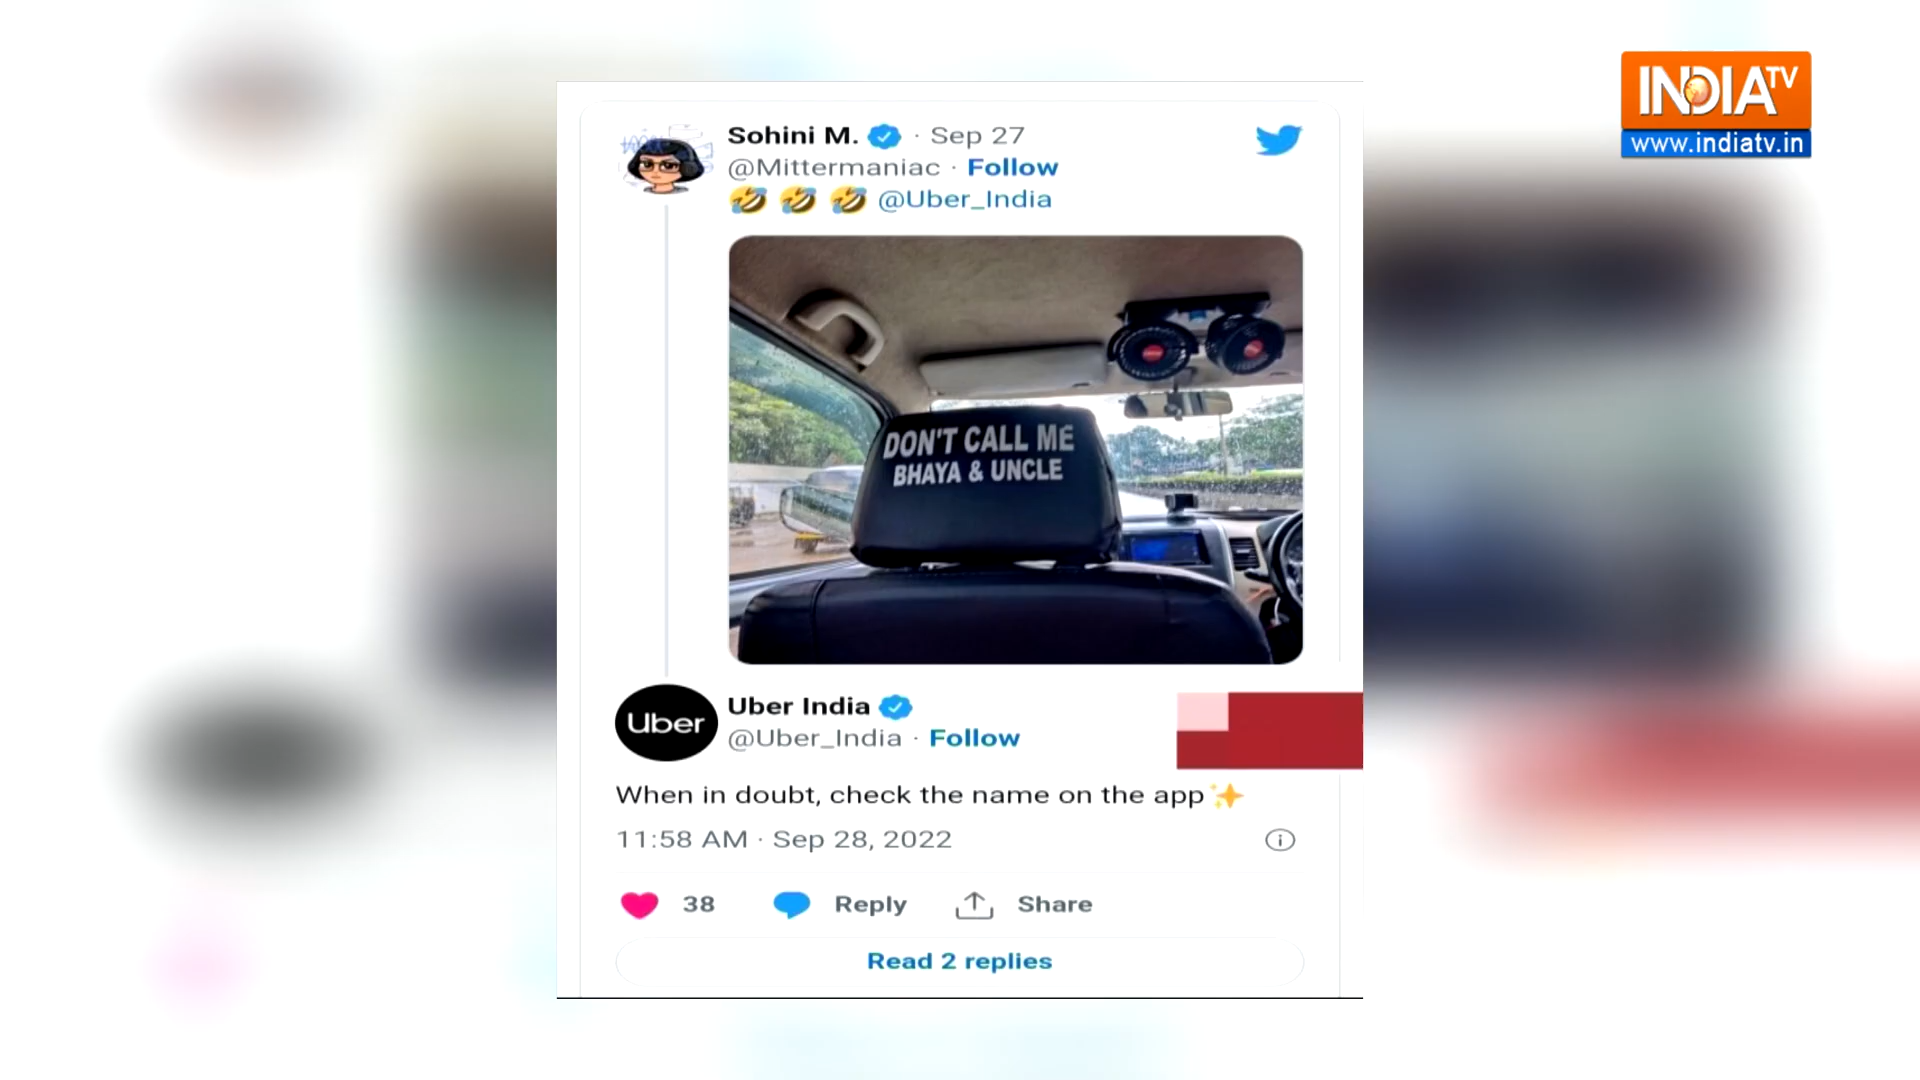 INDIA TV
www.indiatv.in
Sohini M. · Sep 27
@Mittermaniac · Follow
🤣 🤣 🤣 @Uber_India
DON'T CALL ME
BHAYA & UNCLE
Uber
Uber India
@Uber_India · Follow
When in doubt, check the name on the app ✨
11:58 AM · Sep 28, 2022
38 Reply Share
Read 2 replies